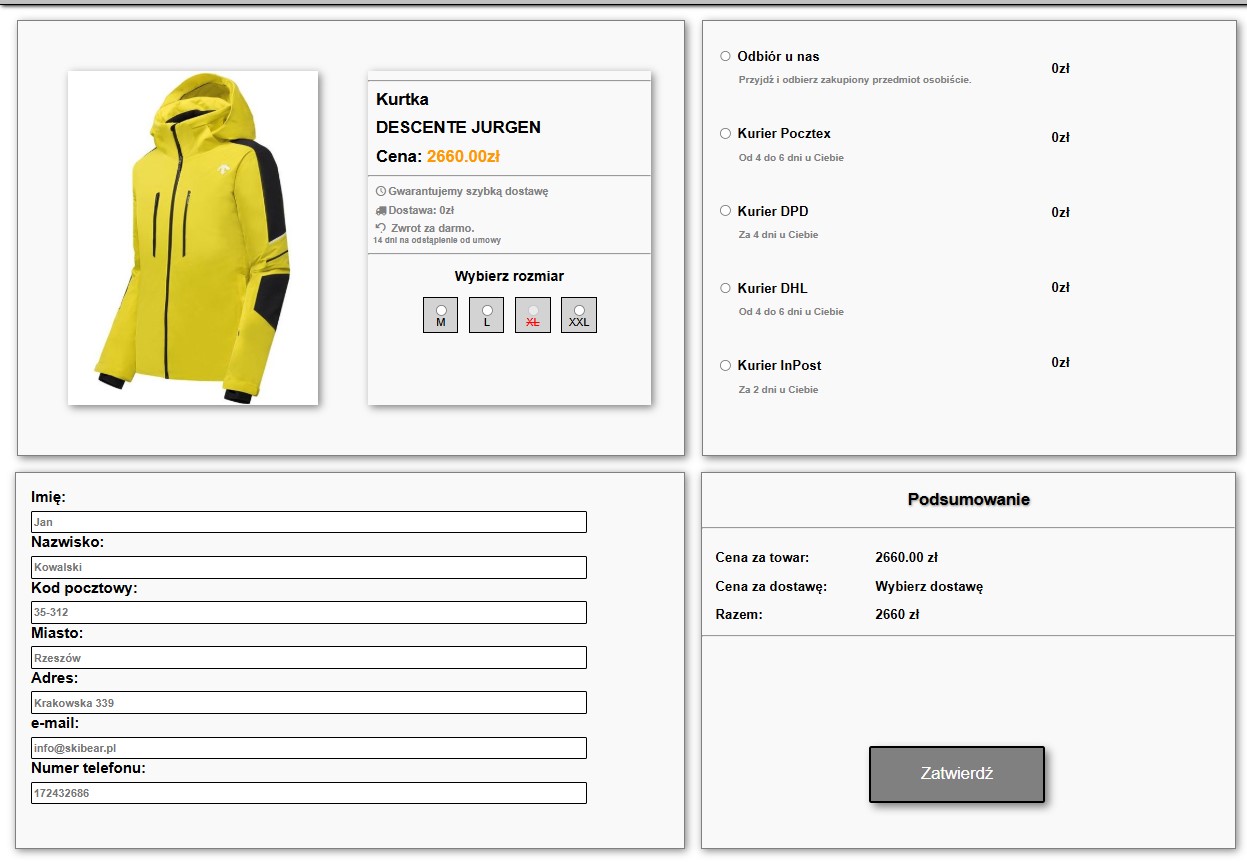 Kurtka
DESCENTE JURGEN
Cena: 2660.00zł
Gwarantujemy szybką dostawę
Dostawa: 0zł
Zwrot za darmo.
14 dni na odstąpienie od umowy
Wybierz rozmiar
M L XL XXL
Odbiór u nas 0zł
Przyjdź i odbierz zakupiony przedmiot osobiście.
Kurier Pocztex 0zł
Od 4 do 6 dni u Ciebie
Kurier DPD 0zł
Za 4 dni u Ciebie
Kurier DHL 0zł
Od 4 do 6 dni u Ciebie
Kurier InPost 0zł
Za 2 dni u Ciebie
Imię:
Jan
Nazwisko:
Kowalski
Kod pocztowy:
35-312
Miasto:
Rzeszów
Adres:
Krakowska 339
e-mail:
info@skibear.pl
Numer telefonu:
172432686
Podsumowanie
Cena za towar: 2660.00 zł
Cena za dostawę: Wybierz dostawę
Razem: 2660 zł
Zatwierdź